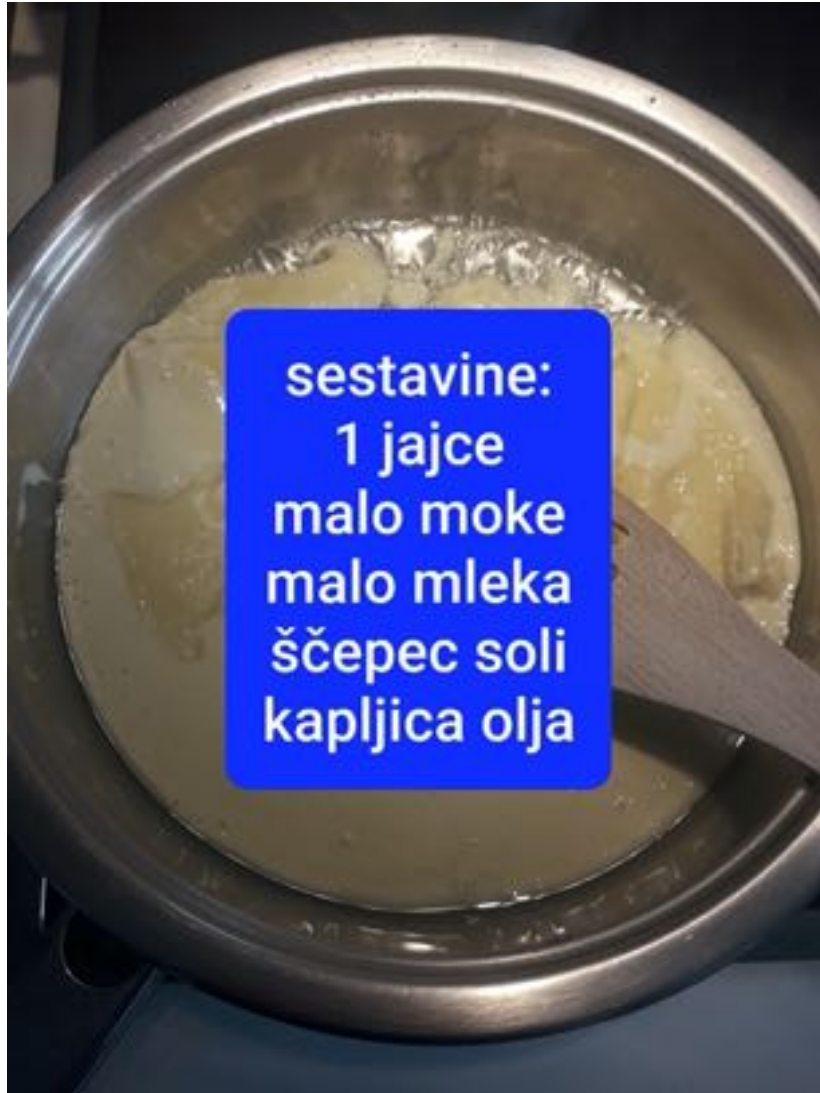 sestavine:
1 jajce
malo moke
malo mleka
ščepec soli
kapljica olja